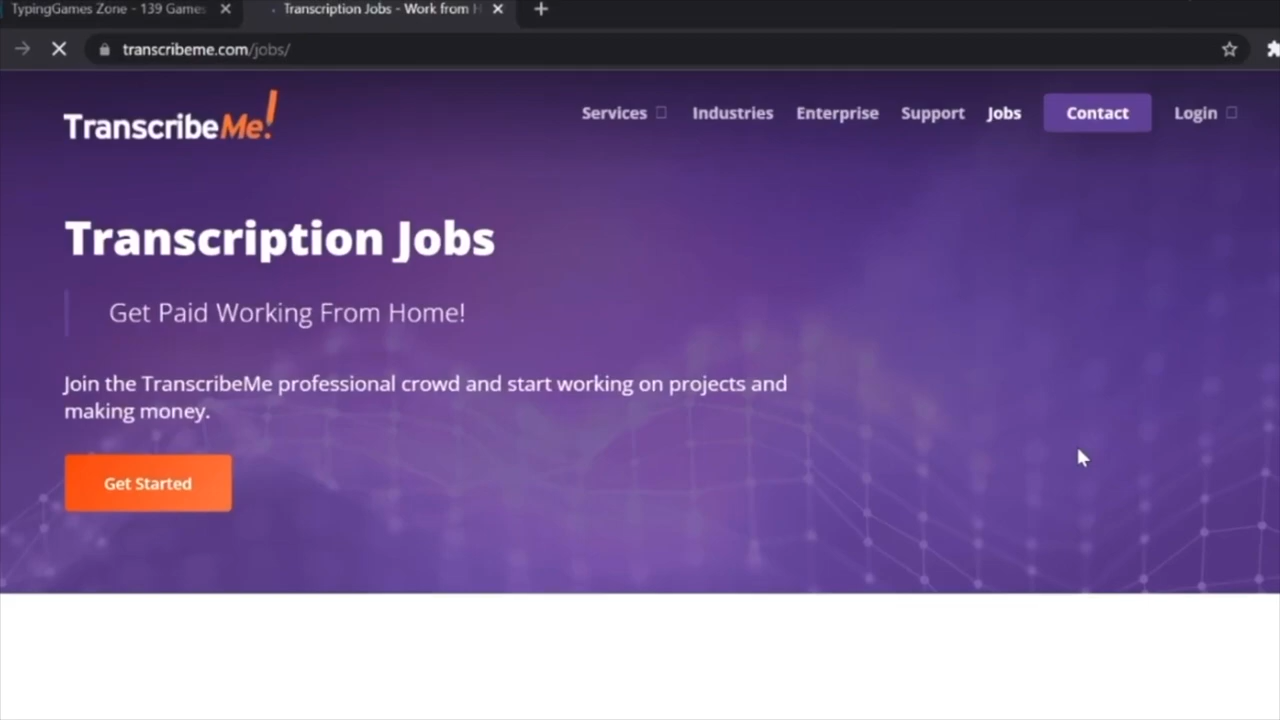 TypingGames Zone - 139 Games
Transcription Jobs - Work from H
transcribeme.com/jobs/
TranscribeMe!
Services Industries Enterprise Support Jobs Contact Login
Transcription Jobs
Get Paid Working From Home!
Join the TranscribeMe professional crowd and start working on projects and
making money.
Get Started